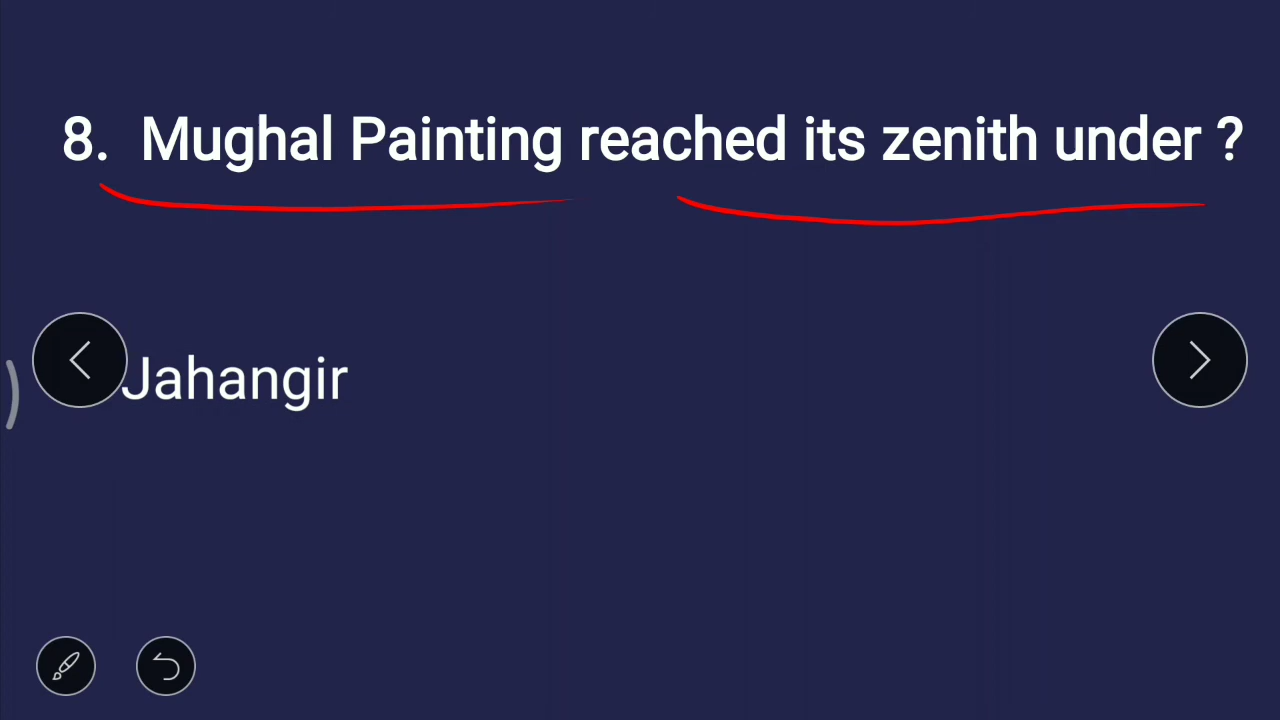 8. Mughal Painting reached its zenith under ?
Jahangir